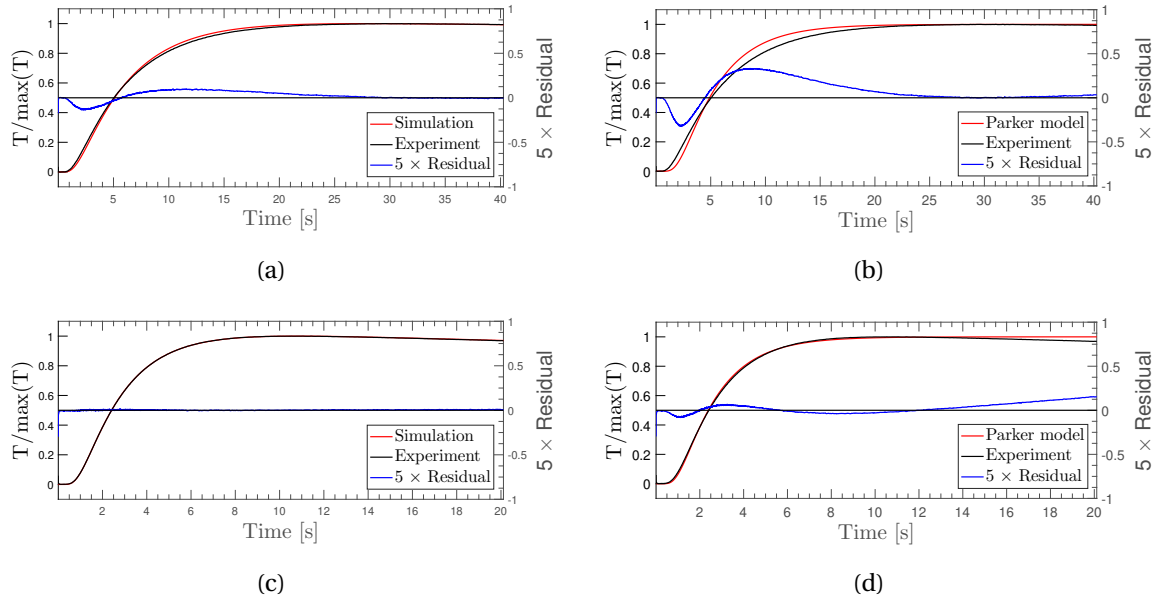 T/max(T)
1
0.8
0.6
0.4
0.2
0
5 10 15 20 25 30 35 40
Time [s]
1
0.5
0
-0.5
-1
5 × Residual
Simulation
Experiment
5 × Residual
(a)
T/max(T)
1
0.8
0.6
0.4
0.2
0
5 10 15 20 25 30 35 40
Time [s]
1
0.5
0
-0.5
-1
5 × Residual
Parker model
Experiment
5 × Residual
(b)
T/max(T)
1
0.8
0.6
0.4
0.2
0
2 4 6 8 10 12 14 16 18 20
Time [s]
1
0.5
0
-0.5
-1
5 × Residual
Simulation
Experiment
5 × Residual
(c)
T/max(T)
1
0.8
0.6
0.4
0.2
0
2 4 6 8 10 12 14 16 18 20
Time [s]
1
0.5
0
-0.5
-1
5 × Residual
Parker model
Experiment
5 × Residual
(d)